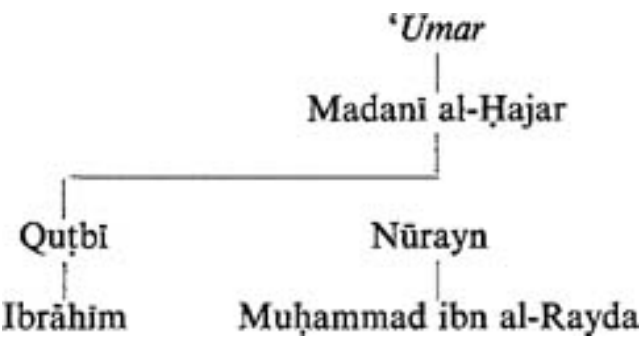 ‘Umar
Madanī al-Ḥajar
Quṭbī Nūrayn
Ibrāhīm Muḥammad ibn al-Rayda